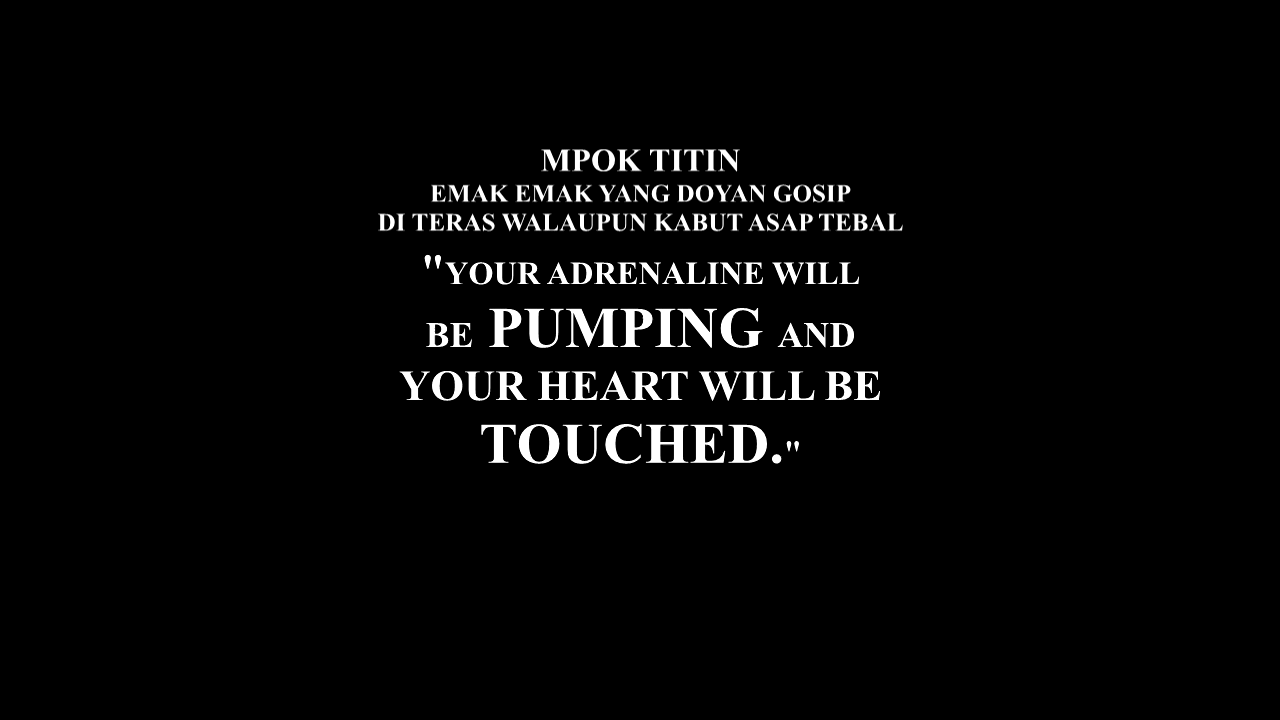 MPOK TITIN
EMAK EMAK YANG DOYAN GOSIP
DI TERAS WALAUPUN KABUT ASAP TEBAL
"YOUR ADRENALINE WILL
BE PUMPING AND
YOUR HEART WILL BE
TOUCHED."